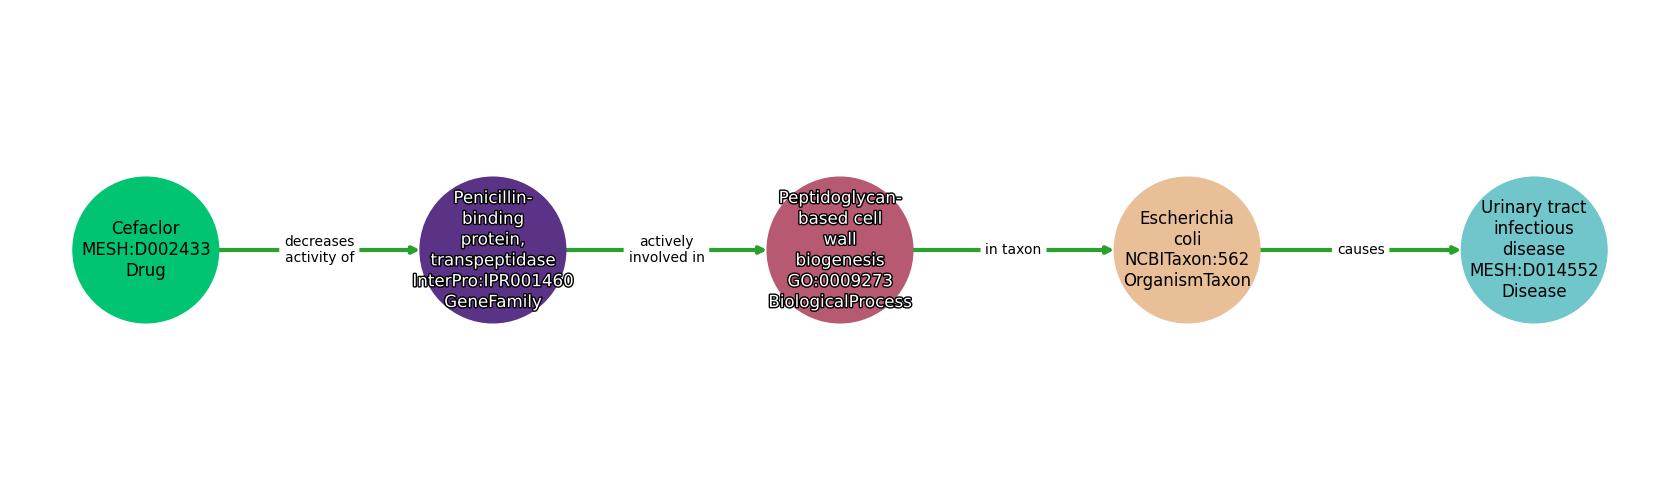 Cefaclor
MESH:D002433
Drug
decreases
activity of
Penicillin-
binding
protein,
transpeptidase
InterPro:IPR001460
GeneFamily
actively
involved in
Peptidoglycan-
based cell
wall
biogenesis
GO:0009273
BiologicalProcess
in taxon
Escherichia
coli
NCBITaxon:562
OrganismTaxon
causes
Urinary tract
infectious
disease
MESH:D014552
Disease